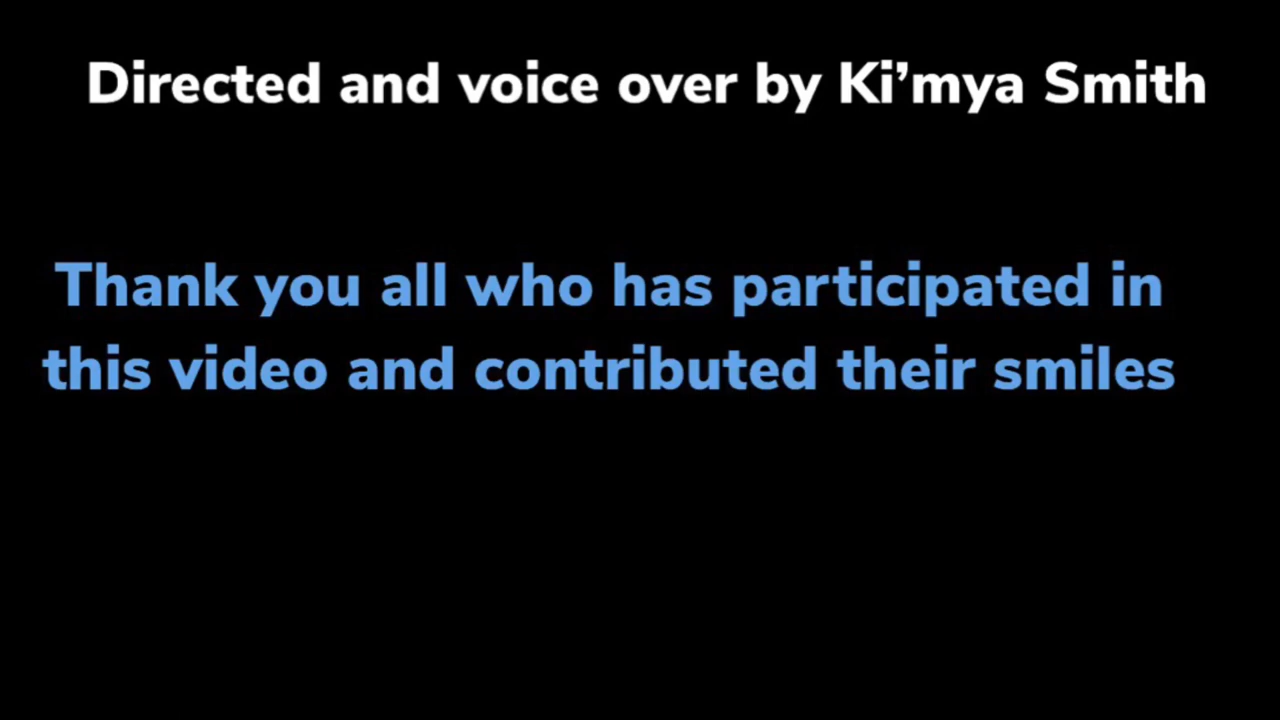 Directed and voice over by Ki’mya Smith
Thank you all who has participated in
this video and contributed their smiles